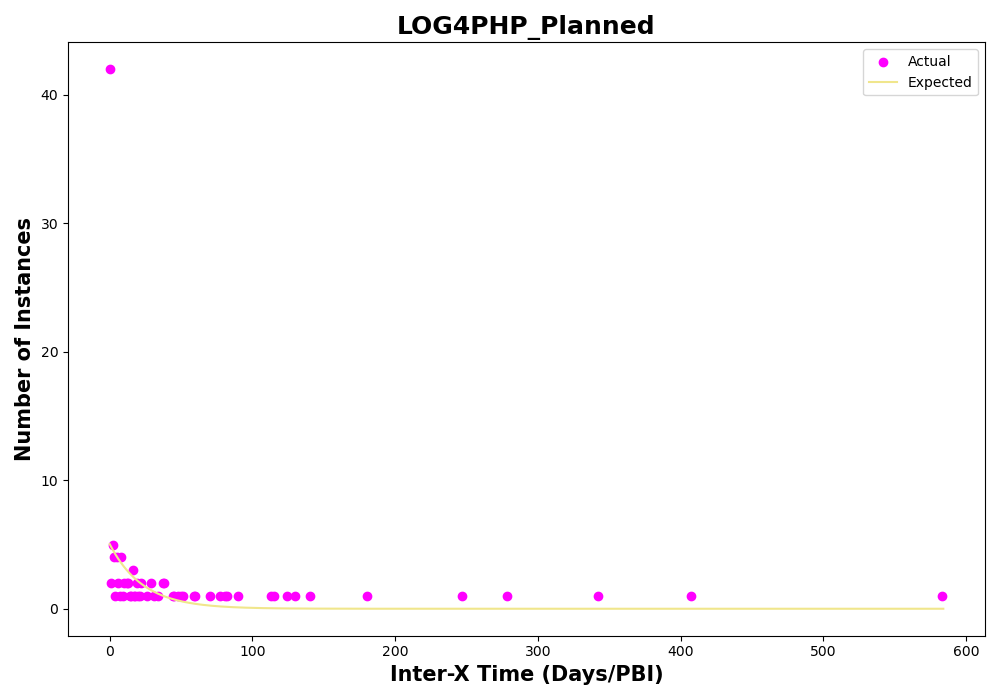 LOG4PHP_Planned
Actual
Expected
Number of Instances
40
30
20
10
0
0
100
200
300
400
500
600
Inter-X Time (Days/PBI)